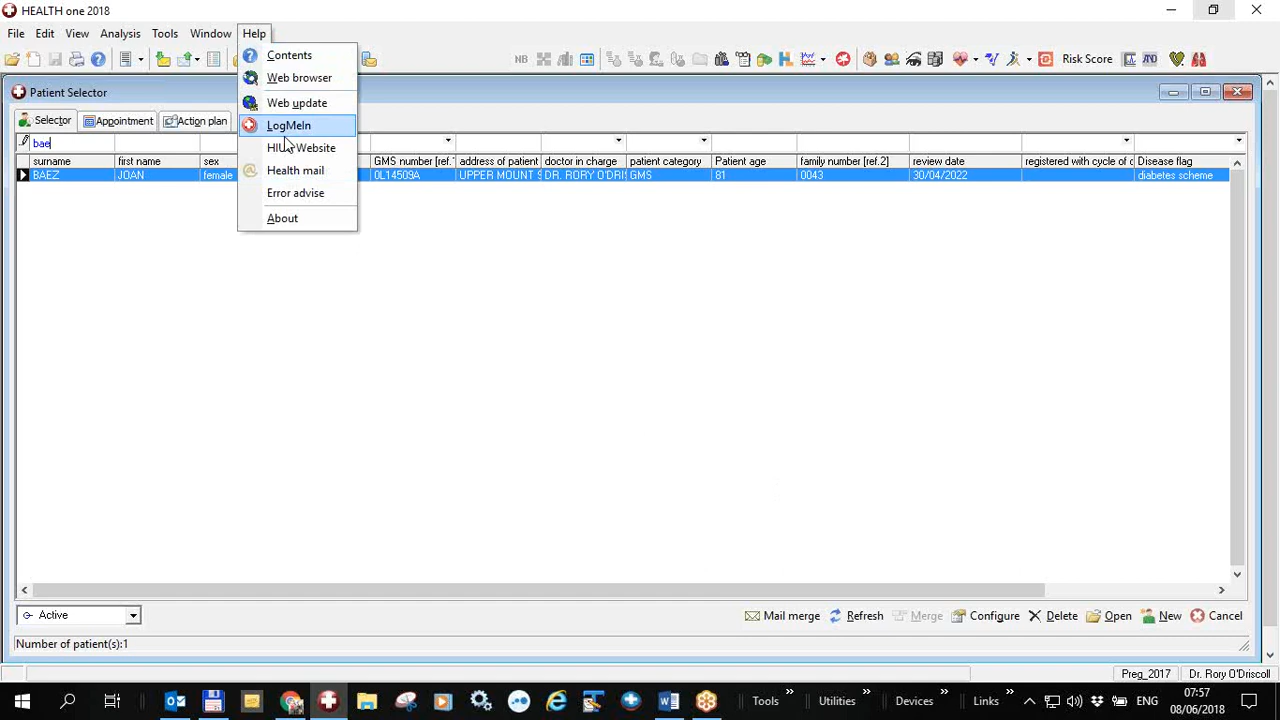 HEALTH one 2018
File Edit View Analysis Tools Window Help
NB Risk Score
Contents
Web browser
Web update
LogMeIn
Website
Health mail
Error advise
About
Patient Selector
Selector Appointment Action plan
bae
surname first name sex GMS number [ref. address of patient doctor in charge patient category Patient age family number [ref.2] review date registered with cycle of c Disease flag
BAEZ JOAN female 0L14509A UPPER MOUNT S DR. RORY O'DRIS GMS 81 0043 30/04/2022 diabetes scheme
Active
Mail merge Refresh Merge Configure Delete Open New Cancel
Number of patient(s):1
Preg_2017 Dr. Rory O'Driscoll
Tools Utilities Devices Links ENG 07:57
08/06/2018